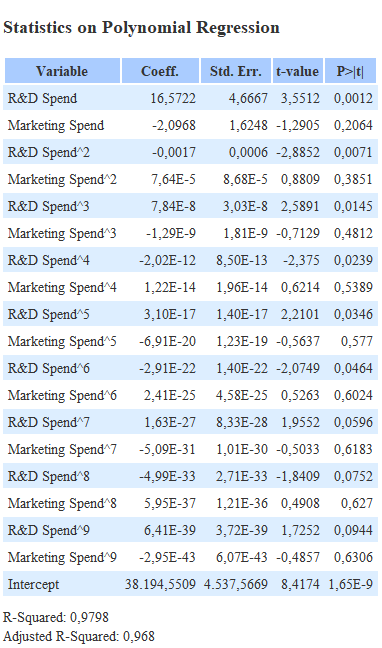 Statistics on Polynomial Regression
Variable Coeff. Std. Err. t-value P>|t|
R&D Spend 16,5722 4,6667 3,5512 0,0012
Marketing Spend -2,0968 1,6248 -1,2905 0,2064
R&D Spend^2 -0,0017 0,0006 -2,8852 0,0071
Marketing Spend^2 7,64E-5 8,68E-5 0,8809 0,3851
R&D Spend^3 7,84E-8 3,03E-8 2,5891 0,0145
Marketing Spend^3 -1,29E-9 1,81E-9 -0,7129 0,4812
R&D Spend^4 -2,02E-12 8,50E-13 -2,375 0,0239
Marketing Spend^4 1,22E-14 1,96E-14 0,6214 0,5389
R&D Spend^5 3,10E-17 1,40E-17 2,2101 0,0346
Marketing Spend^5 -6,91E-20 1,23E-19 -0,5637 0,577
R&D Spend^6 -2,91E-22 1,40E-22 -2,0749 0,0464
Marketing Spend^6 2,41E-25 4,58E-25 0,5263 0,6024
R&D Spend^7 1,63E-27 8,33E-28 1,9552 0,0596
Marketing Spend^7 -5,09E-31 1,01E-30 -0,5033 0,6183
R&D Spend^8 -4,99E-33 2,71E-33 -1,8409 0,0752
Marketing Spend^8 5,95E-37 1,21E-36 0,4908 0,627
R&D Spend^9 6,41E-39 3,72E-39 1,7252 0,0944
Marketing Spend^9 -2,95E-43 6,07E-43 -0,4857 0,6306
Intercept 38.194,5509 4.537,5669 8,4174 1,65E-9
R-Squared: 0,9798
Adjusted R-Squared: 0,968